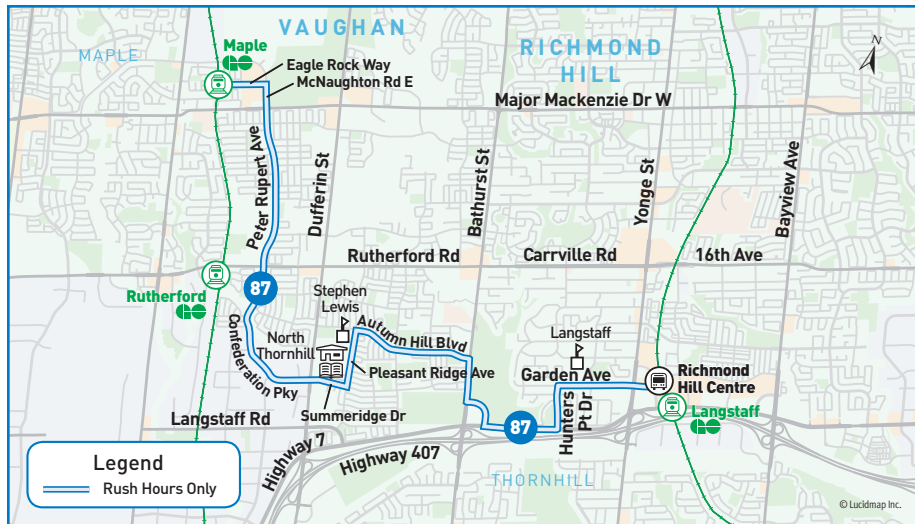 VAUGHAN
MAPLE
Maple
GO
Eagle Rock Way
McNaughton Rd E
RICHMOND
HILL
N
Major Mackenzie Dr W
Peter Rupert Ave
Dufferin St
Bathurst St
Yonge St
Bayview Ave
Rutherford Rd
Carrville Rd
16th Ave
Rutherford
GO
87
Stephen
Lewis
Autumn Hill Blvd
North
Thornhill
Confederation Pky
Pleasant Ridge Ave
Summeridge Dr
Langstaff
Garden Ave
Richmond
Hill Centre
Langstaff
GO
Hunters
Pt Dr
Langstaff Rd
87
Highway 7
Highway 407
THORNHILL
Legend
Rush Hours Only
© Lucidmap Inc.